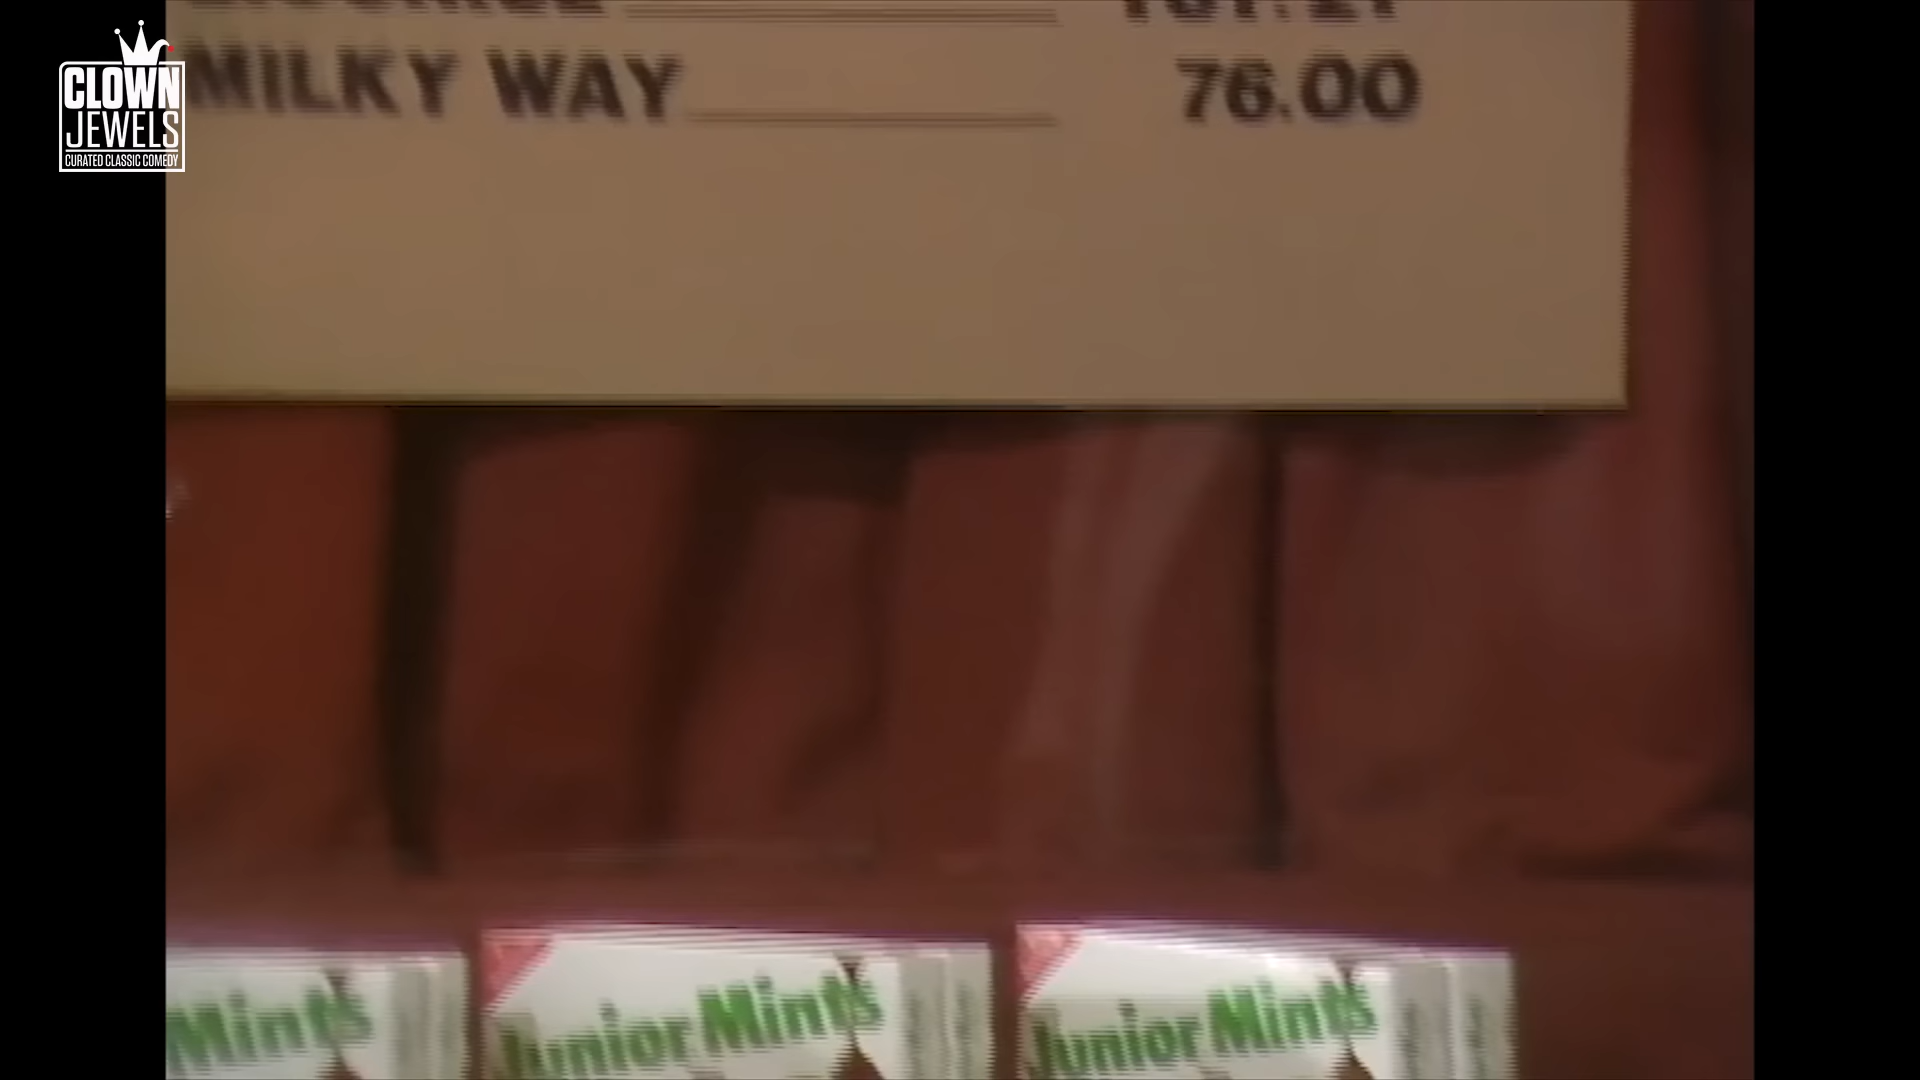 CLOWN
JEWELS
CURATED CLASSIC COMEDY
MILKY WAY 76.00
Mints
Junior Mints
Junior Mints